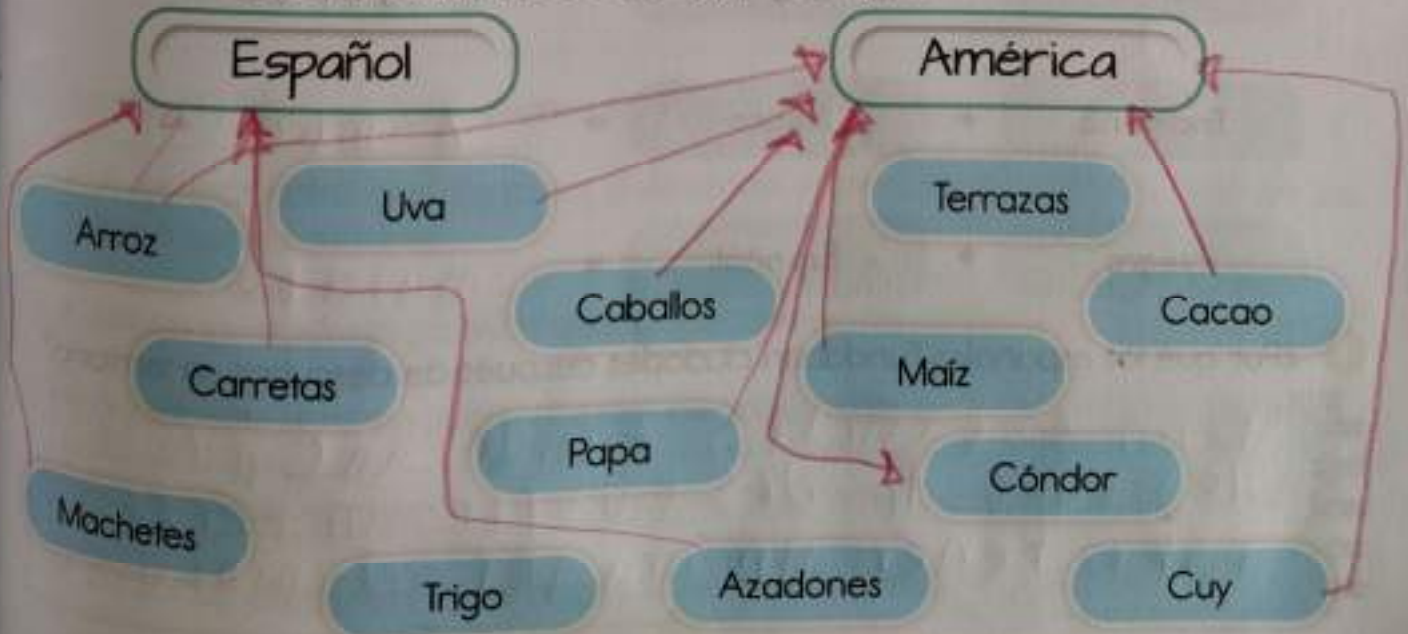 Español
América
Arroz
Uva
Terrazas
Caballos
Cacao
Carretas
Maíz
Papa
Cóndor
Machetes
Trigo
Azadones
Cuy